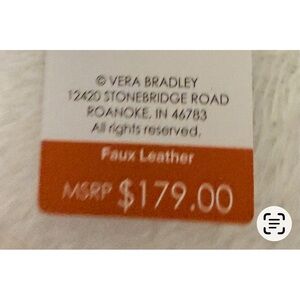 © VERA BRADLEY
12420 STONEBRIDGE ROAD
ROANOKE, IN 46783
All rights reserved.
Faux Leather
MSRP $179.00